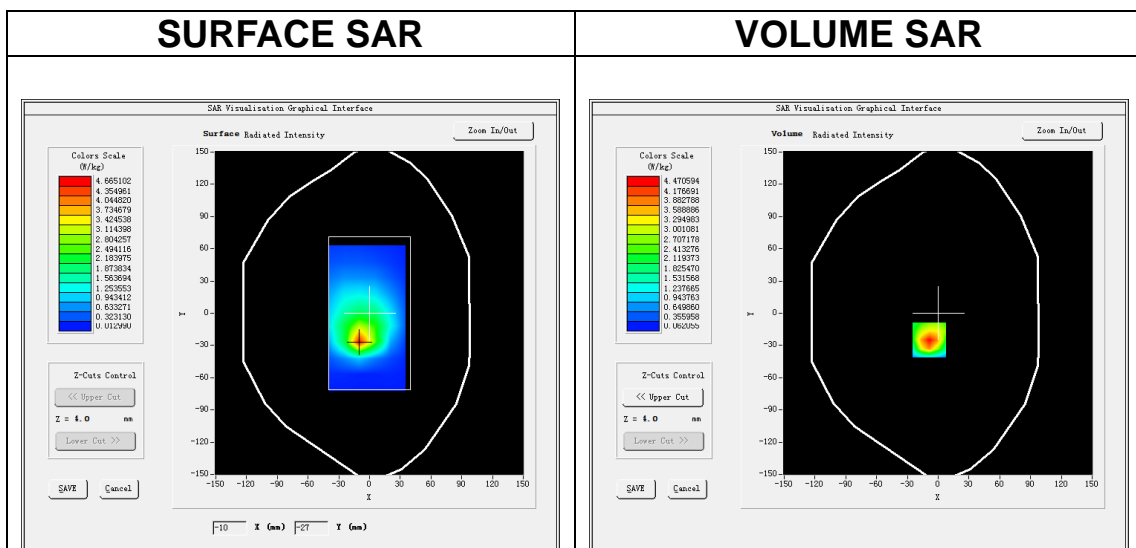 SURFACE SAR
VOLUME SAR
SAR Visualisation Graphical Interface
Surface Radiated Intensity
Zoom In/Out
Colors Scale
(W/kg)
4.665102
4.354961
4.044820
3.734679
3.424538
3.114398
2.804257
2.494116
2.183975
1.873834
1.563694
1.253553
0.943412
0.633271
0.323130
0.012990
Z-Cuts Control
<< Upper Cut
Z = 4.0 mm
Lower Cut >>
SAVE
Cancel
150
120
90
60
30
0
-30
-60
-90
-120
-150
Y
-150 -120 -90 -60 -30 0 30 60 90 120 150
X
-10 X (mm) -27 Y (mm)
SAR Visualisation Graphical Interface
Volume Radiated Intensity
Zoom In/Out
Colors Scale
(W/kg)
4.470594
4.176691
3.882788
3.588886
3.294983
3.001081
2.707178
2.413276
2.119373
1.825470
1.531568
1.237665
0.943763
0.649860
0.355958
0.062055
Z-Cuts Control
<< Upper Cut
Z = 4.0 mm
Lower Cut >>
SAVE
Cancel
150
120
90
60
30
0
-30
-60
-90
-120
-150
Y
-150 -120 -90 -60 -30 0 30 60 90 120 150
X